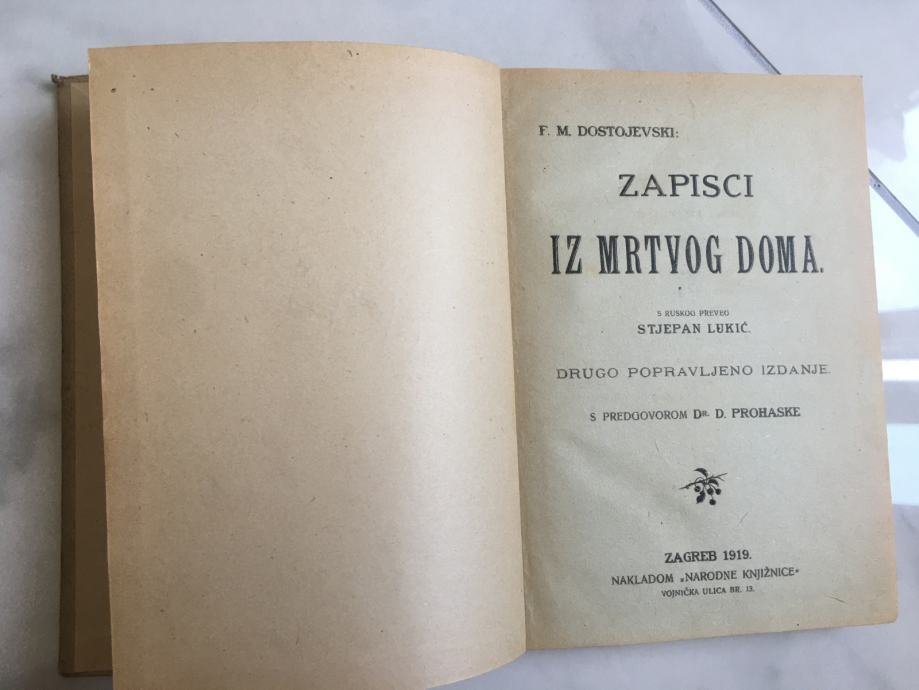 F. M. DOSTOJEVSKI:
ZAPISCI
IZ MRTVOG DOMA.
S RUSKOG PREVEO
STJEPAN LUKIĆ.
DRUGO POPRAVLJENO IZDANJE.
S PREDGOVOROM DR. D. PROHASKE
ZAGREB 1919.
NAKLADOM „NARODNE KNJIŽNICE“
VOJNIČKA ULICA BR. 13.